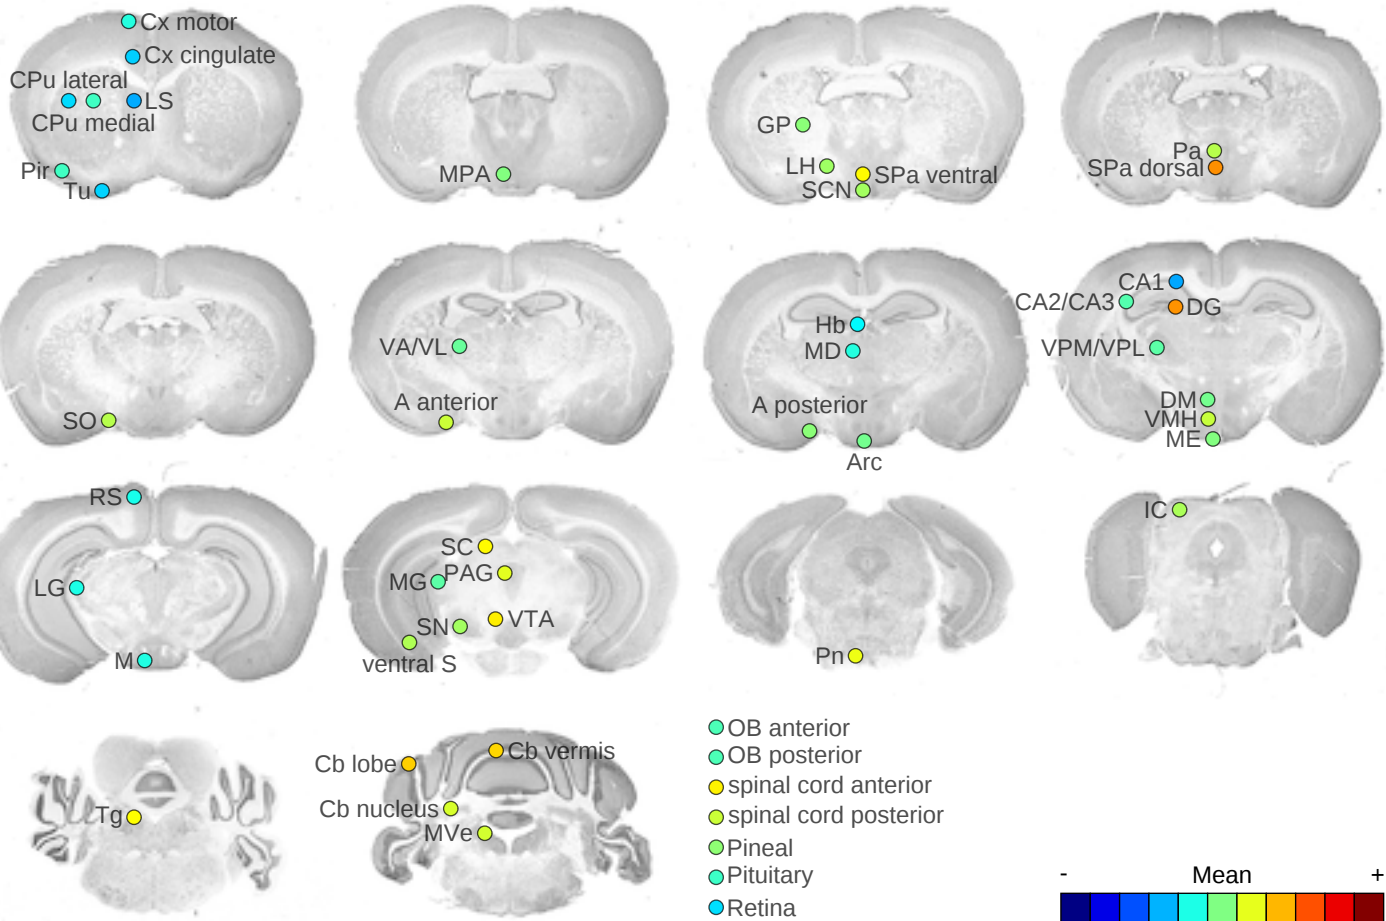 Cx motor
Cx cingulate
CPu lateral
LS
CPu medial
Pir
Tu
MPA
GP
LH
SPa ventral
SCN
Pa
SPa dorsal
SO
VA/VL
A anterior
Hb
MD
A posterior
Arc
CA1
CA2/CA3
DG
VPM/VPL
DM
VMH
ME
RS
LG
M
SC
PAG
MG
VTA
SN
ventral S
Pn
IC
Tg
Cb vermis
Cb lobe
Cb nucleus
MVe
OB anterior
OB posterior
spinal cord anterior
spinal cord posterior
Pineal
Pituitary
Retina
- Mean +